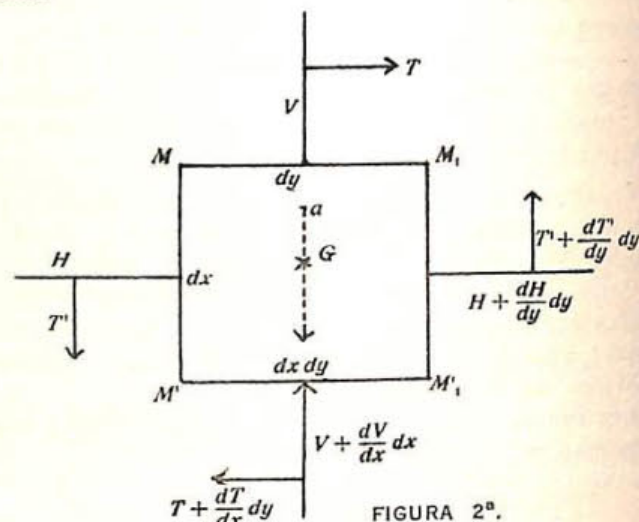 T
V
M
M₁
dy
a
G
T' + dT'/dy dy
H
dx
H + dH/dy dy
T'
dx dy
M'
M'₁
V + dV/dx dx
T + dT/dx dy
FIGURA 2ª.